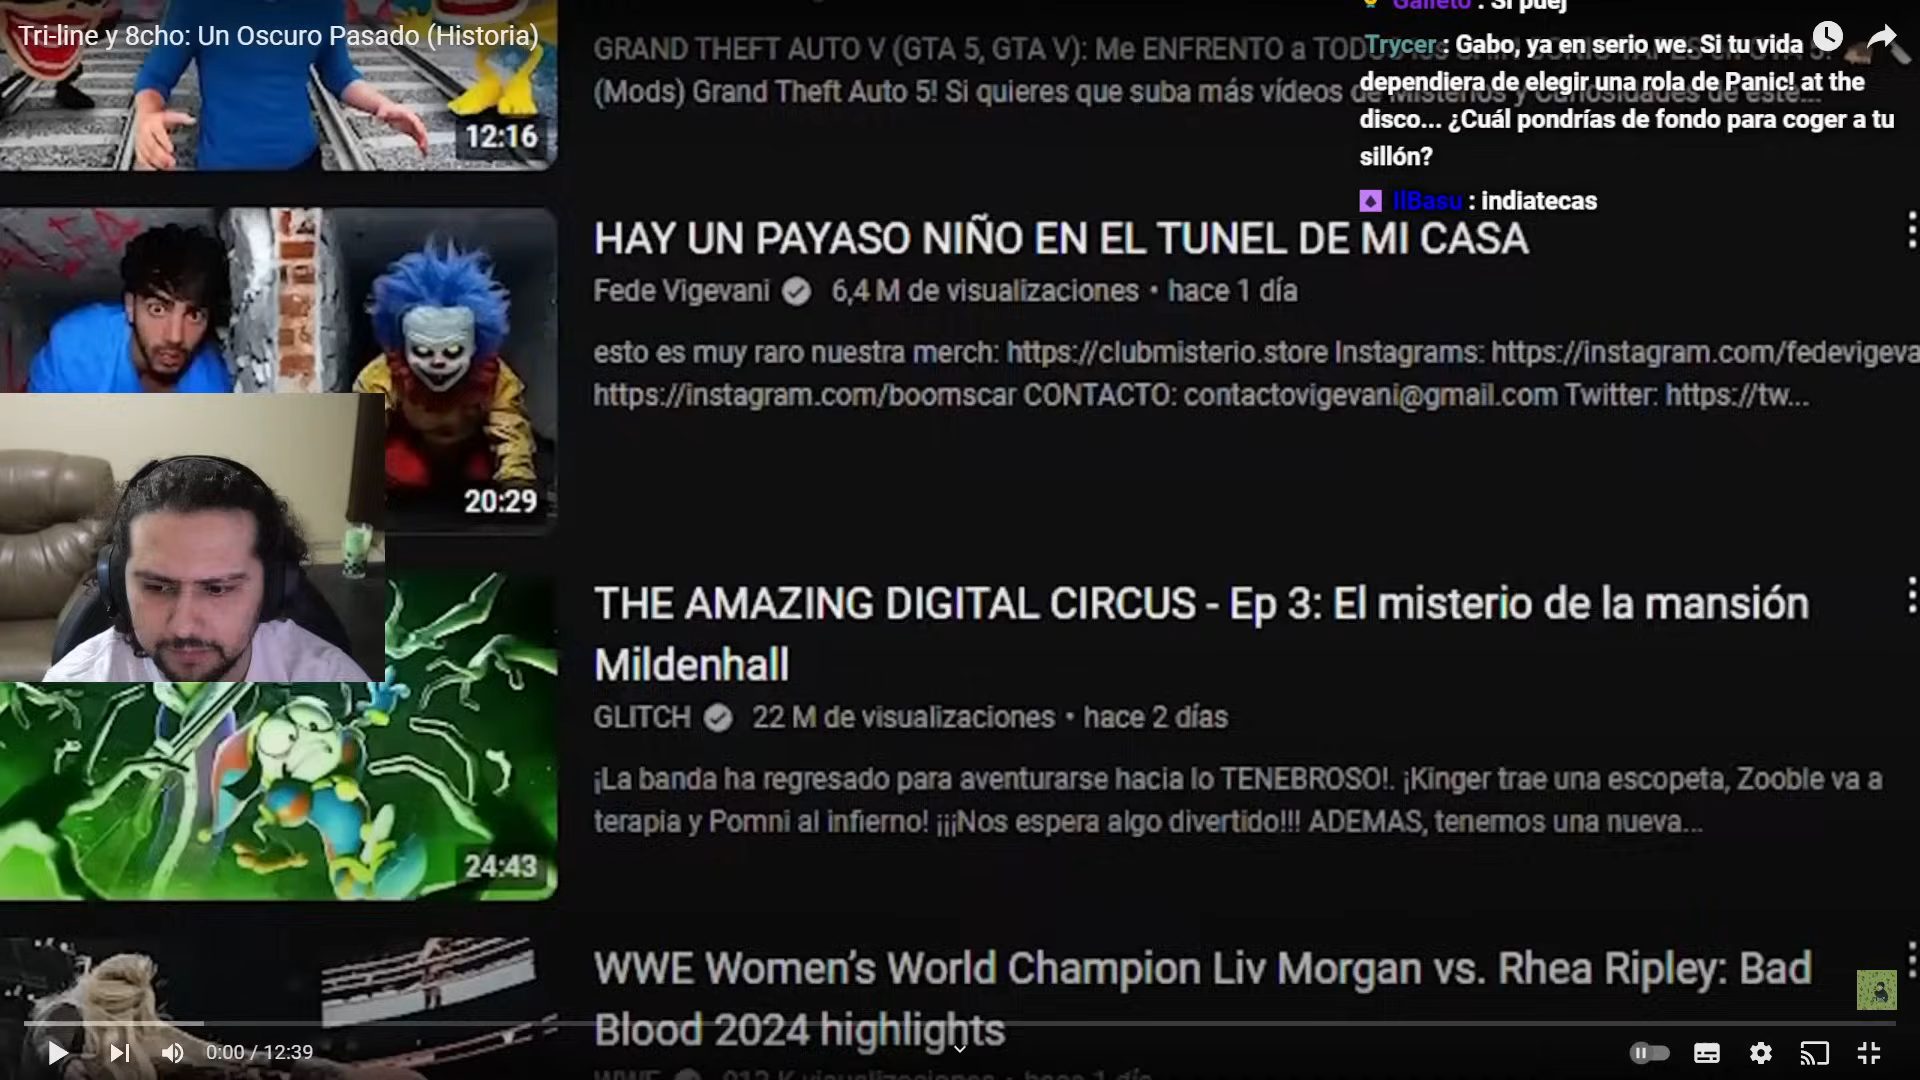 Tri-line y 8cho: Un Oscuro Pasado (Historia)
Galleto : Si puej
GRAND THEFT AUTO V (GTA 5, GTA V): Me ENFRENTO a
(Mods) Grand Theft Auto 5! Si quieres que suba más vídeos de Misterios y Curiosidades de este...
Trycer : Gabo, ya en serio we. Si tu vida
dependiera de elegir una rola de Panic! at the
disco... ¿Cuál pondrías de fondo para coger a tu
sillón?
IlBasu : indiatecas
12:16
HAY UN PAYASO NIÑO EN EL TUNEL DE MI CASA
Fede Vigevani 6,4 M de visualizaciones • hace 1 día
esto es muy raro nuestra merch: https://clubmisterio.store Instagrams: https://instagram.com/fedevigeva
https://instagram.com/boomscar CONTACTO: contactovigevani@gmail.com Twitter: https://tw...
20:29
THE AMAZING DIGITAL CIRCUS - Ep 3: El misterio de la mansión
Mildenhall
GLITCH 22 M de visualizaciones • hace 2 días
¡La banda ha regresado para aventurarse hacia lo TENEBROSO!. ¡Kinger trae una escopeta, Zooble va a
terapia y Pomni al infierno! ¡¡¡Nos espera algo divertido!!! ADEMAS, tenemos una nueva...
24:43
WWE Women's World Champion Liv Morgan vs. Rhea Ripley: Bad
Blood 2024 highlights
0:00 / 12:39